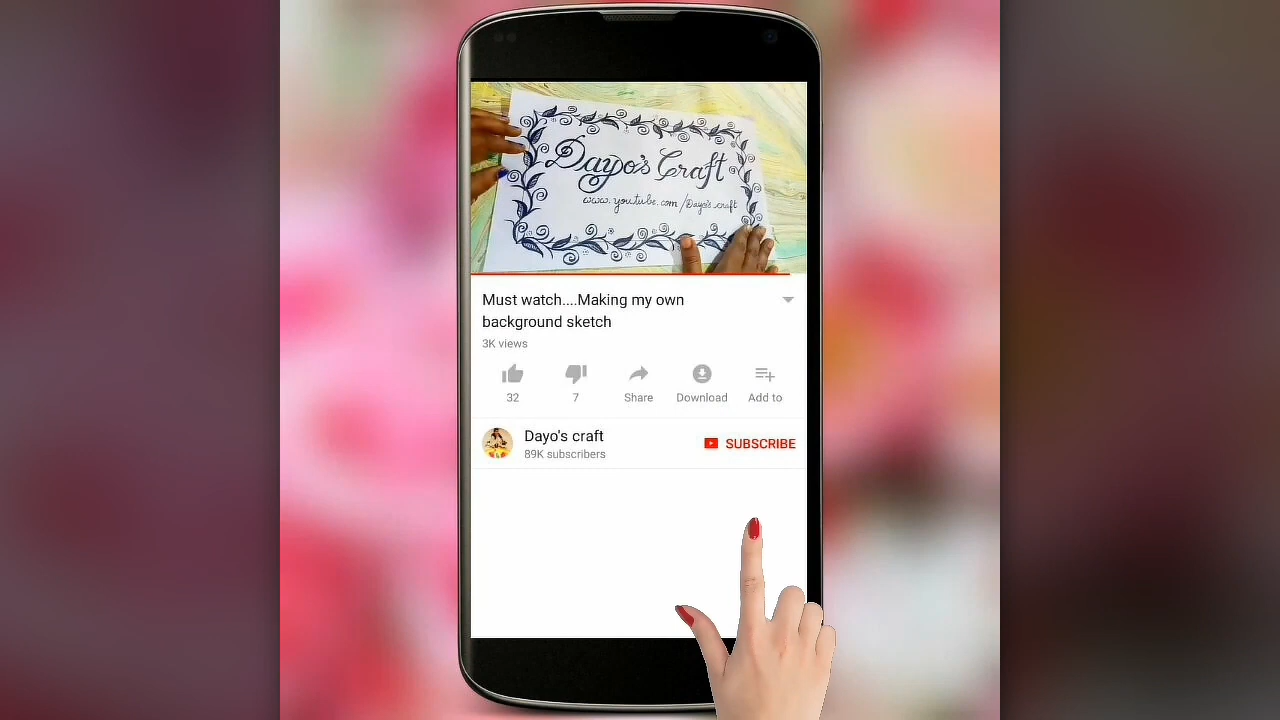 Dayo's Craft
www.youtube.com/Dayo's craft
Must watch....Making my own
background sketch
3K views
32
7
Share
Download
Add to
Dayo's craft
SUBSCRIBE
89K subscribers